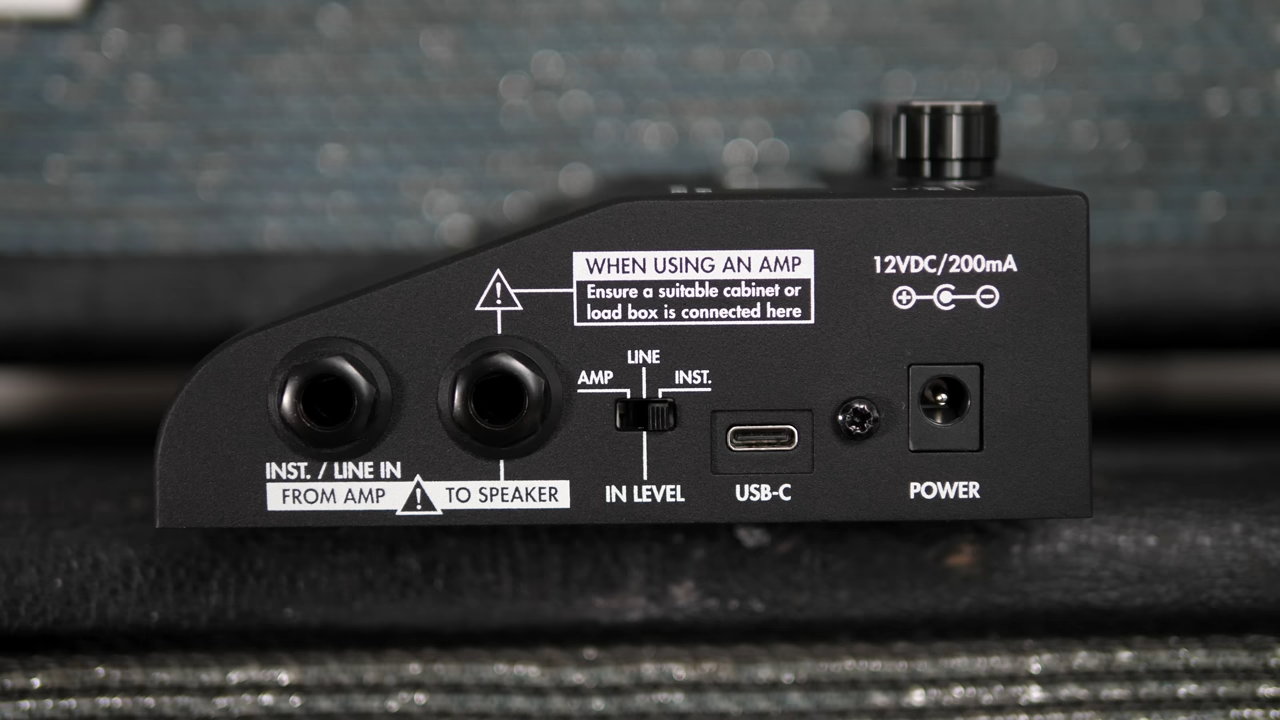 WHEN USING AN AMP
Ensure a suitable cabinet or
load box is connected here
12VDC/200mA
LINE
AMP
INST.
INST. / LINE IN
FROM AMP
TO SPEAKER
IN LEVEL
USB-C
POWER